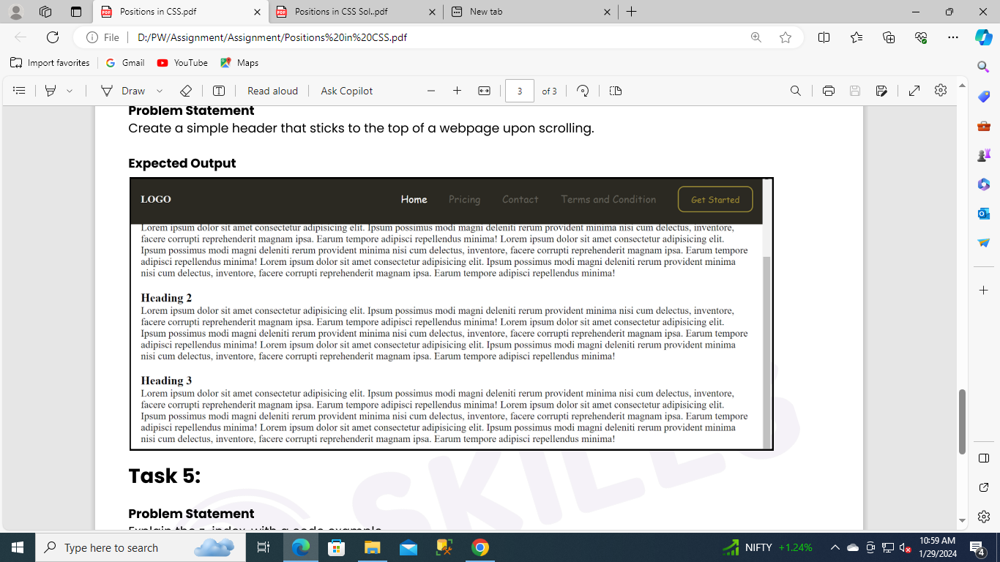 Positions in CSS.pdf
Positions in CSS Sol..pdf
New tab
File
D:/PW/Assignment/Assignment/Positions%20in%20CSS.pdf
Import favorites
Gmail
YouTube
Maps
Draw
Read aloud
Ask Copilot
3
of 3
Problem Statement
Create a simple header that sticks to the top of a webpage upon scrolling.
Expected Output
LOGO
Home
Pricing
Contact
Terms and Condition
Get Started
Lorem ipsum dolor sit amet consectetur adipisicing elit. Ipsum possimus modi magni deleniti rerum provident minima nisi cum delectus, inventore,
facere corrupti reprehenderit magnam ipsa. Earum tempore adipisci repellendus minima! Lorem ipsum dolor sit amet consectetur adipisicing elit.
Ipsum possimus modi magni deleniti rerum provident minima nisi cum delectus, inventore, facere corrupti reprehenderit magnam ipsa. Earum tempore
adipisci repellendus minima! Lorem ipsum dolor sit amet consectetur adipisicing elit. Ipsum possimus modi magni deleniti rerum provident minima
nisi cum delectus, inventore, facere corrupti reprehenderit magnam ipsa. Earum tempore adipisci repellendus minima!
Heading 2
Lorem ipsum dolor sit amet consectetur adipisicing elit. Ipsum possimus modi magni deleniti rerum provident minima nisi cum delectus, inventore,
facere corrupti reprehenderit magnam ipsa. Earum tempore adipisci repellendus minima! Lorem ipsum dolor sit amet consectetur adipisicing elit.
Ipsum possimus modi magni deleniti rerum provident minima nisi cum delectus, inventore, facere corrupti reprehenderit magnam ipsa. Earum tempore
adipisci repellendus minima! Lorem ipsum dolor sit amet consectetur adipisicing elit. Ipsum possimus modi magni deleniti rerum provident minima
nisi cum delectus, inventore, facere corrupti reprehenderit magnam ipsa. Earum tempore adipisci repellendus minima!
Heading 3
Lorem ipsum dolor sit amet consectetur adipisicing elit. Ipsum possimus modi magni deleniti rerum provident minima nisi cum delectus, inventore,
facere corrupti reprehenderit magnam ipsa. Earum tempore adipisci repellendus minima! Lorem ipsum dolor sit amet consectetur adipisicing elit.
Ipsum possimus modi magni deleniti rerum provident minima nisi cum delectus, inventore, facere corrupti reprehenderit magnam ipsa. Earum tempore
adipisci repellendus minima! Lorem ipsum dolor sit amet consectetur adipisicing elit. Ipsum possimus modi magni deleniti rerum provident minima
nisi cum delectus, inventore, facere corrupti reprehenderit magnam ipsa. Earum tempore adipisci repellendus minima!
SKILLS
Task 5:
Problem Statement
Explain the z-index with a code example
Type here to search
NIFTY +1.24%
10:59 AM
1/29/2024
4